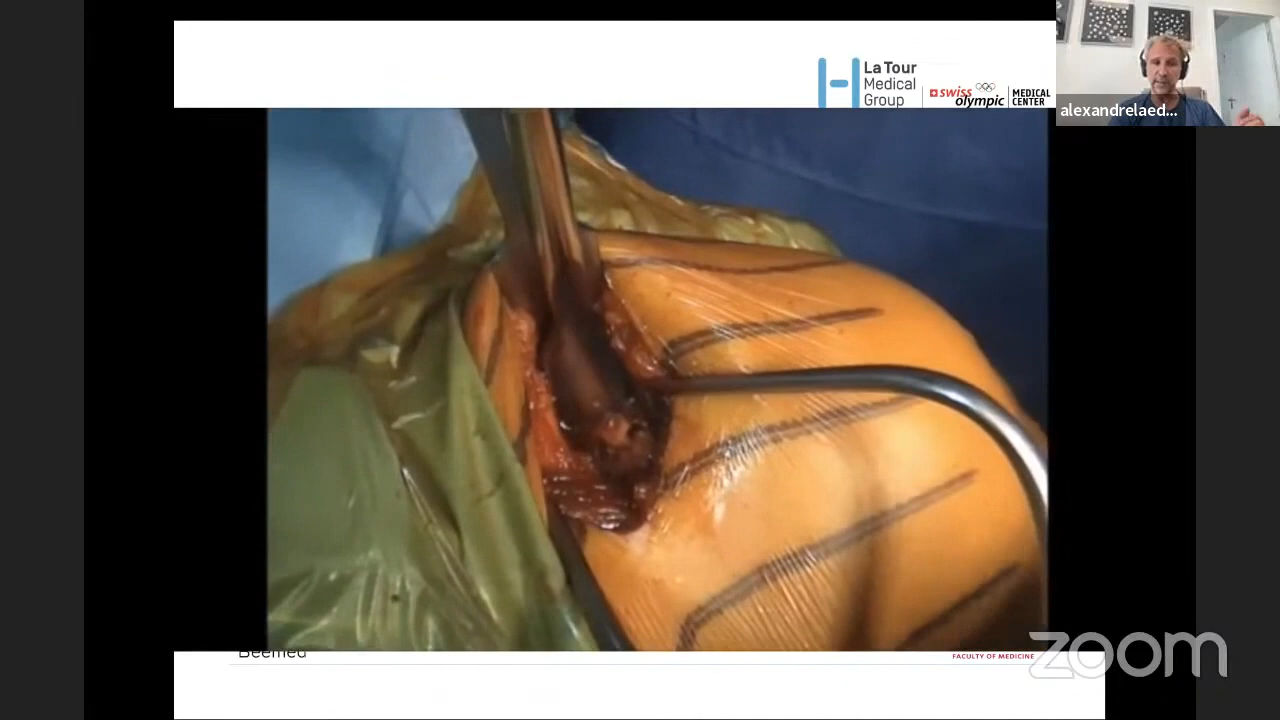 La Tour
Medical
Group
swiss
olympic
MEDICAL
CENTER
alexandrelaed...
Beemed
FACULTY OF MEDICINE
zoom